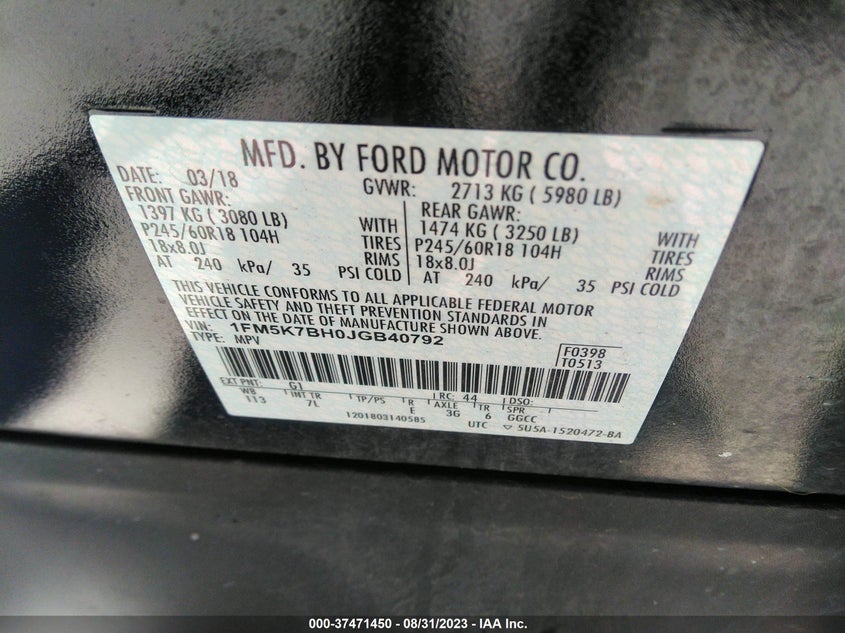 MFD. BY FORD MOTOR CO.
DATE: 03/18 GVWR: 2713 KG ( 5980 LB)
FRONT GAWR: REAR GAWR:
1397 KG ( 3080 LB) WITH 1474 KG ( 3250 LB) WITH
P245/60R18 104H TIRES P245/60R18 104H TIRES
18x8.0J RIMS 18x8.0J RIMS
AT 240 kPa/ 35 PSI COLD AT 240 kPa/ 35 PSI COLD
THIS VEHICLE CONFORMS TO ALL APPLICABLE FEDERAL MOTOR
VEHICLE SAFETY AND THEFT PREVENTION STANDARDS IN
EFFECT ON THE DATE OF MANUFACTURE SHOWN ABOVE.
VIN: 1FM5K7BH0JGB40792
TYPE: MPV
F0398
T0513
EXT PNT: G1 RC: 44 DSO:
WB INT TR TP/PS R AXLE TR SPR
113 7L E 3G 6 GGCC
1201803140585 UTC ▽ 5U5A-1520472-BA
000-37471450 - 08/31/2023 - IAA Inc.